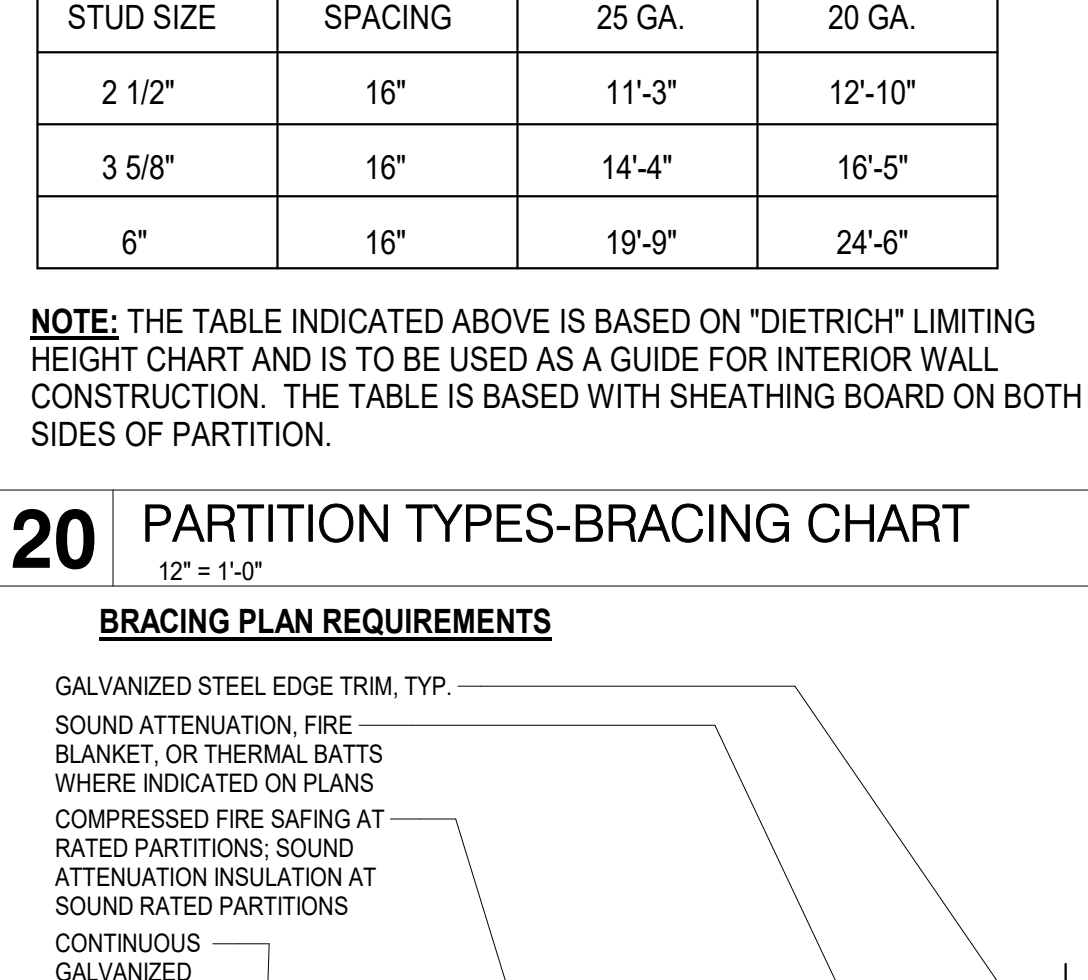 STUD SIZE SPACING 25 GA. 20 GA.
2 1/2" 16" 11'-3" 12'-10"
3 5/8" 16" 14'-4" 16'-5"
6" 16" 19'-9" 24'-6"
NOTE: THE TABLE INDICATED ABOVE IS BASED ON "DIETRICH" LIMITING
HEIGHT CHART AND IS TO BE USED AS A GUIDE FOR INTERIOR WALL
CONSTRUCTION. THE TABLE IS BASED WITH SHEATHING BOARD ON BOTH
SIDES OF PARTITION.
20 PARTITION TYPES-BRACING CHART
12" = 1'-0"
BRACING PLAN REQUIREMENTS
GALVANIZED STEEL EDGE TRIM, TYP.
SOUND ATTENUATION, FIRE
BLANKET, OR THERMAL BATTS
WHERE INDICATED ON PLANS
COMPRESSED FIRE SAFING AT
RATED PARTITIONS; SOUND
ATTENUATION INSULATION AT
SOUND RATED PARTITIONS
CONTINUOUS
GALVANIZED